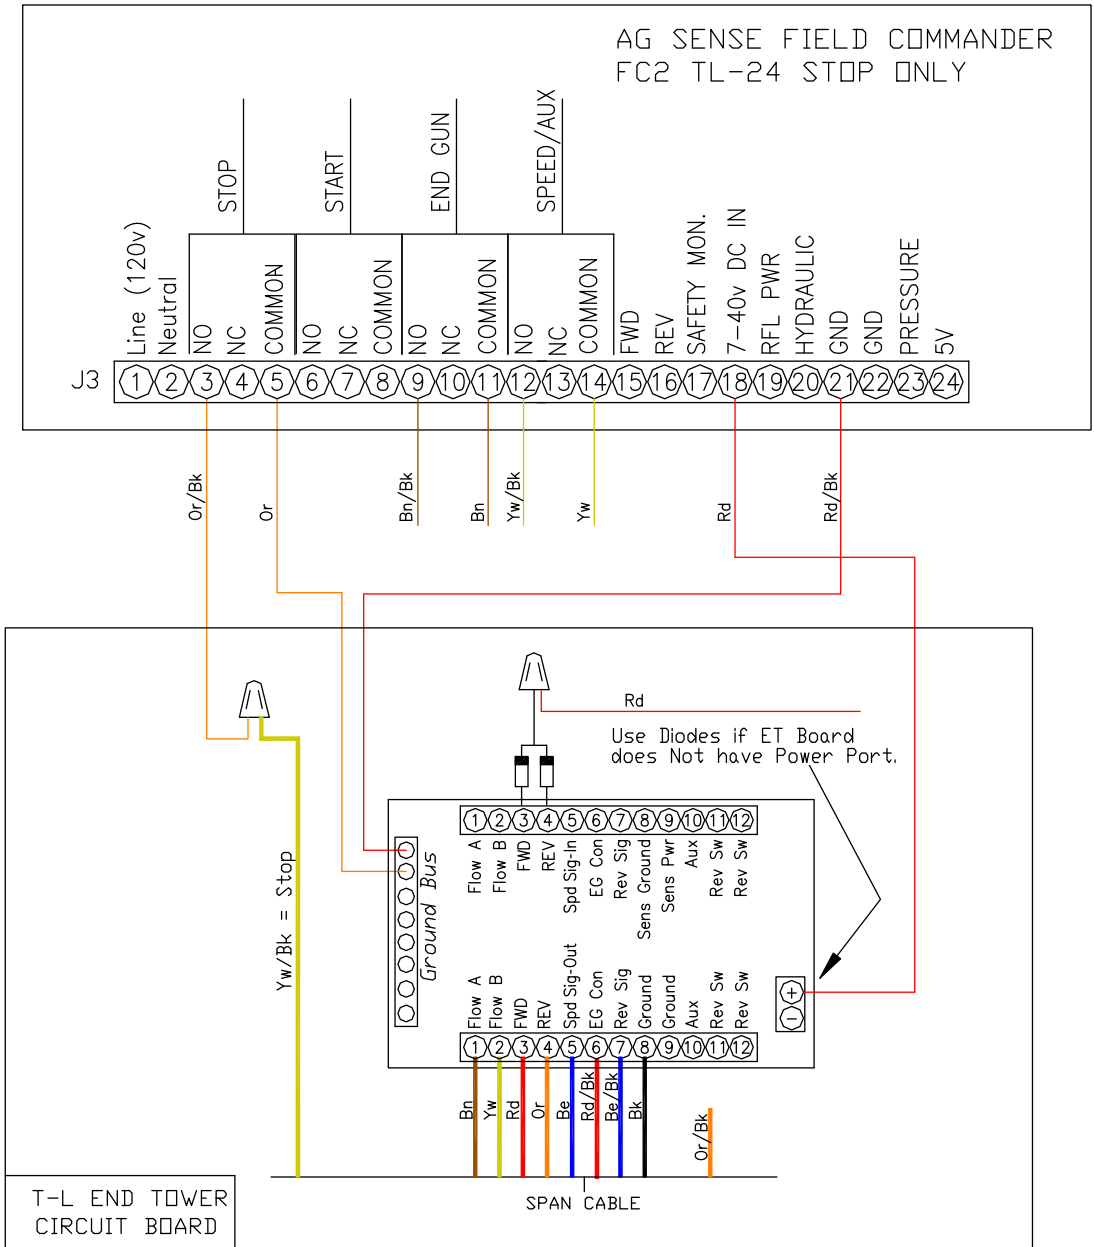 AG SENSE FIELD COMMANDER
FC2 TL-24 STOP ONLY
STOP
START
END GUN
SPEED/AUX
Line (120v)
Neutral
NO
NC
COMMON
NO
NC
COMMON
NO
NC
COMMON
NO
NC
COMMON
FWD
REV
SAFETY MON.
7-40v DC IN
RFL PWR
HYDRAULIC
GND
GND
PRESSURE
5V
J3
1 2 3 4 5 6 7 8 9 10 11 12 13 14 15 16 17 18 19 20 21 22 23 24
Or/Bk
Or
Bn/Bk
Bn
Yw/Bk
Yw
Rd
Rd/Bk
Rd
Use Diodes if ET Board
does Not have Power Port.
1 2 3 4 5 6 7 8 9 10 11 12
Flow A
Flow B
FWD
REV
Spd Sig-In
EG Con
Rev Sig
Sens Ground
Sens Pwr
Aux
Rev Sw
Rev Sw
Ground Bus
Yw/Bk = Stop
Flow A
Flow B
FWD
REV
Spd Sig-Out
EG Con
Rev Sig
Ground
Ground
Aux
Rev Sw
Rev Sw
+
-
1 2 3 4 5 6 7 8 9 10 11 12
Bn
Yw
Rd
Or
Be
Rd/Bk
Be/Bk
Bk
Or/Bk
SPAN CABLE
T-L END TOWER
CIRCUIT BOARD